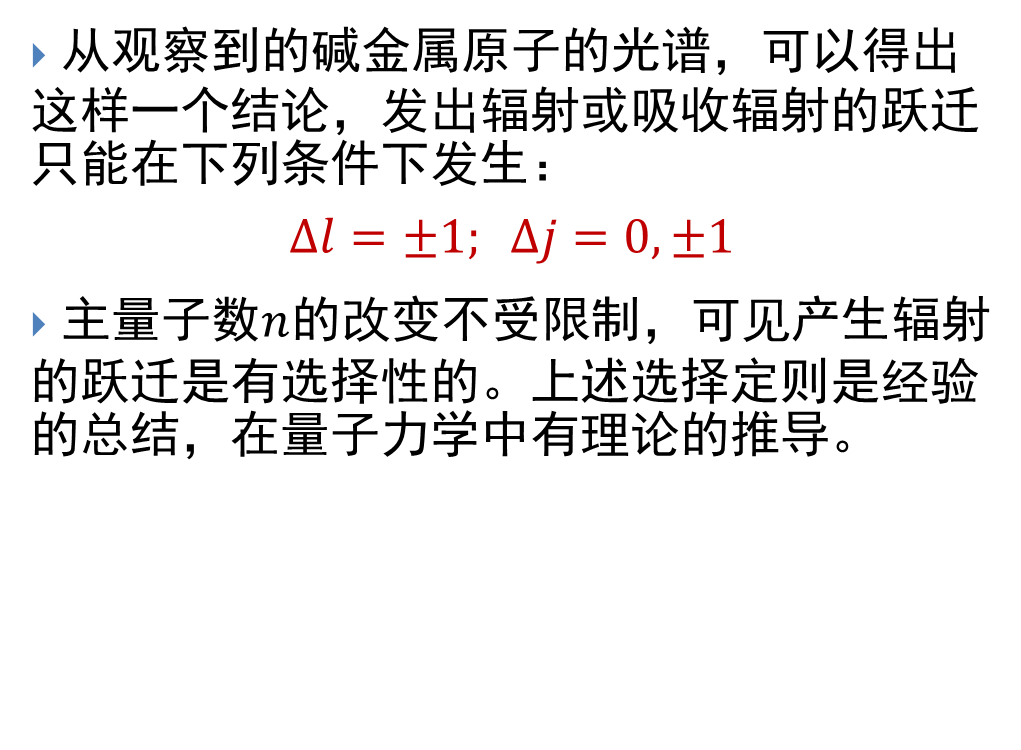 从观察到的碱金属原子的光谱，可以得出
这样一个结论，发出辐射或吸收辐射的跃迁
只能在下列条件下发生：
Δl = ±1;  Δj = 0, ±1
主量子数n的改变不受限制，可见产生辐射
的跃迁是有选择性的。上述选择定则是经验
的总结，在量子力学中有理论的推导。